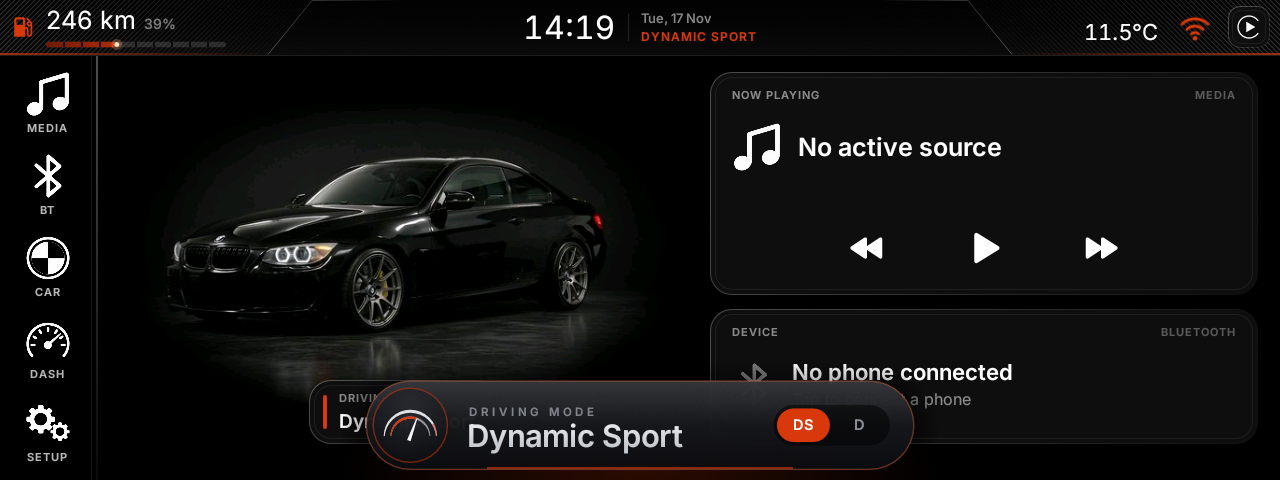 246 km 39%
14:19
Tue, 17 Nov
DYNAMIC SPORT
11.5°C
MEDIA
BT
CAR
DASH
SETUP
NOW PLAYING
MEDIA
No active source
DEVICE
BLUETOOTH
No phone connected
a phone
DRIVING MODE
Dynamic Sport
DS
D